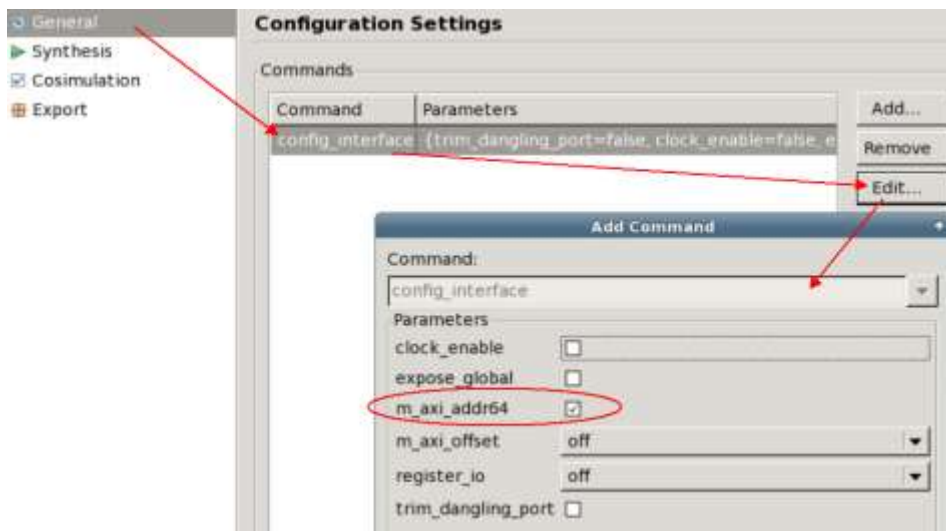 General
Synthesis
Cosimulation
Export
Configuration Settings
Commands
Command Parameters
config_interface {trim_dangling_port=false, clock_enable=false, e
Add...
Remove
Edit...
Add Command
Command:
config_interface
Parameters
clock_enable
expose_global
m_axi_addr64
m_axi_offset off
register_io off
trim_dangling_port